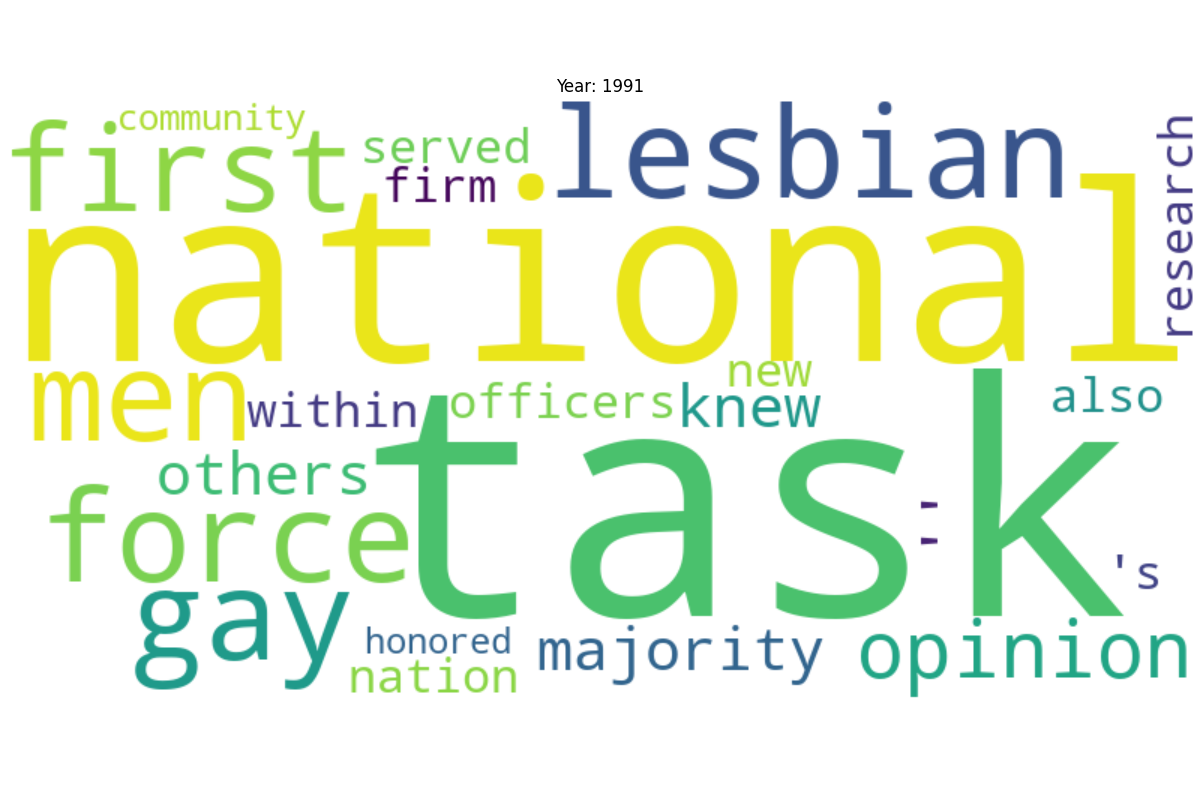 Year: 1991
community
first
served
firm
lesbian
research
national
men
within
officers
new
knew
also
others
task
force
''
's
gay
honored
nation
majority
opinion